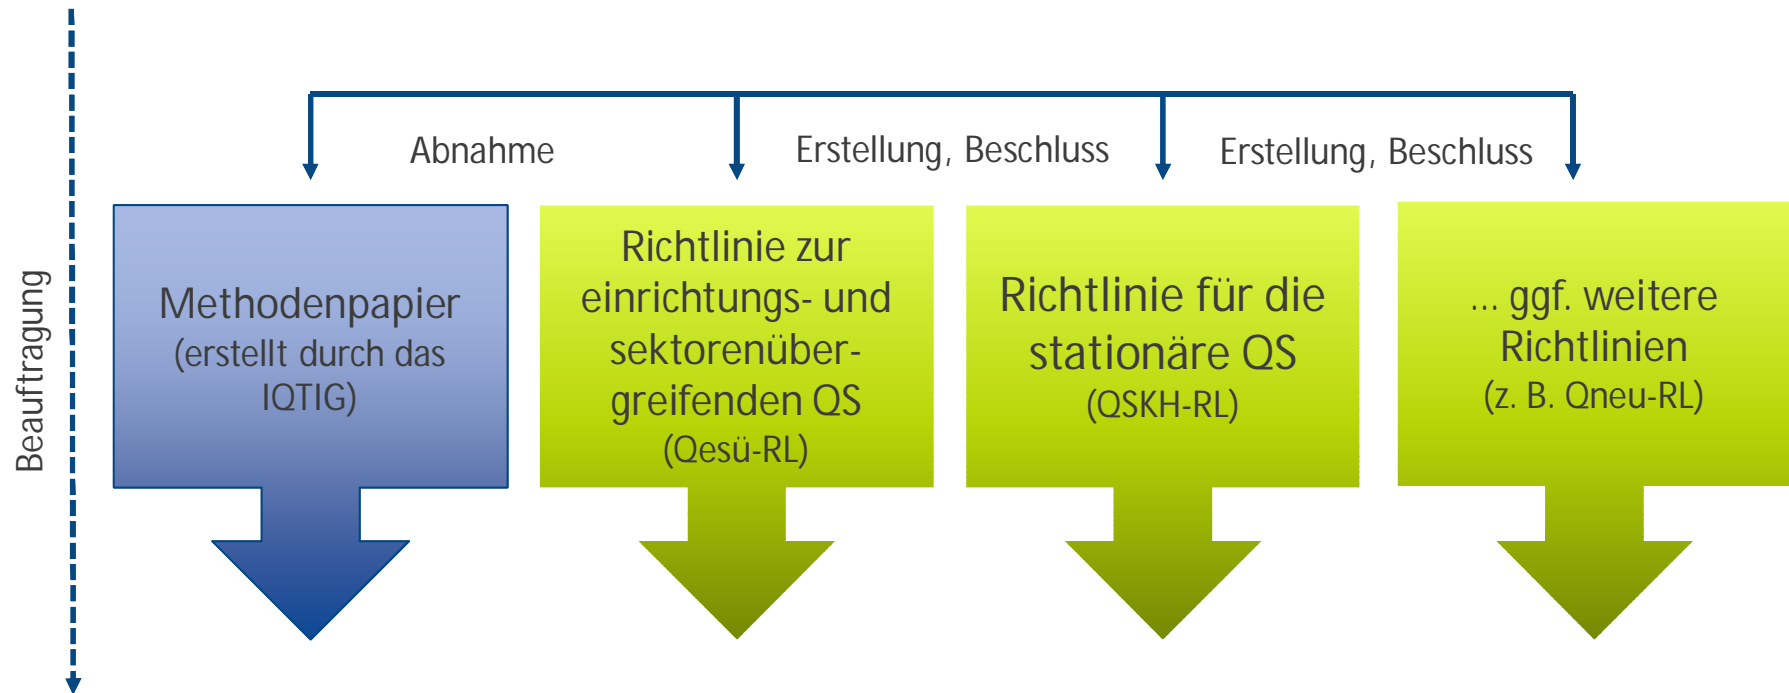 Beauftragung
Abnahme
Erstellung, Beschluss
Erstellung, Beschluss
Methodenpapier
(erstellt durch das
IQTIG)
Richtlinie zur
einrichtungs- und
sektorenüber-
greifenden QS
(Qesü-RL)
Richtlinie für die
stationäre QS
(QSKH-RL)
... ggf. weitere
Richtlinien
(z. B. Qneu-RL)